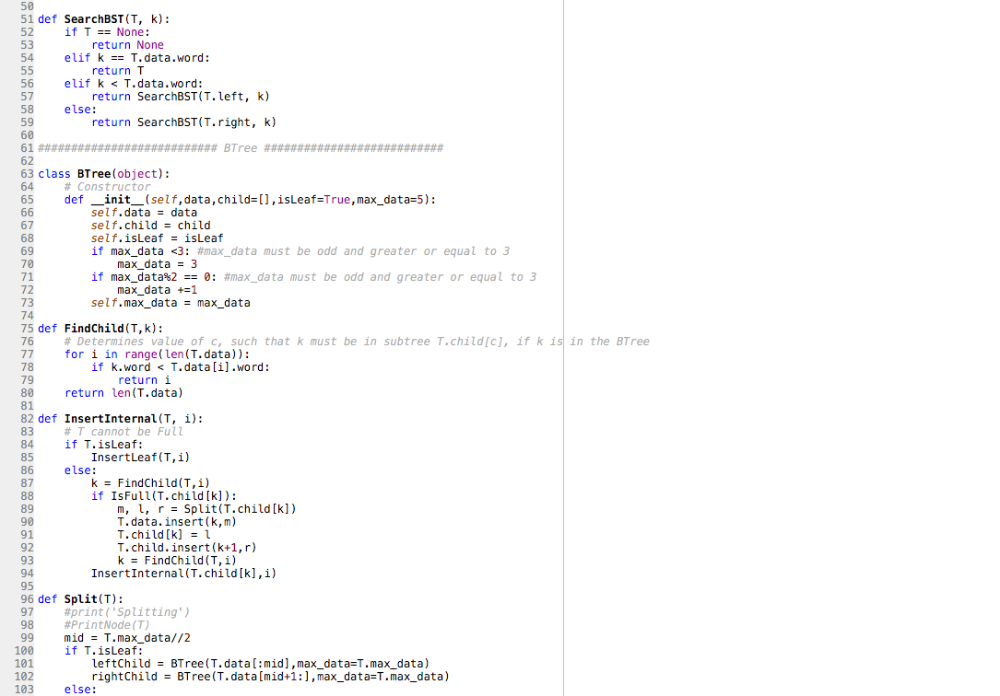 50
51 def SearchBST(T, k):
52     if T == None:
53         return None
54     elif k == T.data.word:
55         return T
56     elif k < T.data.word:
57         return SearchBST(T.left, k)
58     else:
59         return SearchBST(T.right, k)
60
61 ########################### BTree ###########################
62
63 class BTree(object):
64     # Constructor
65     def __init__(self,data,child=[],isLeaf=True,max_data=5):
66         self.data = data
67         self.child = child
68         self.isLeaf = isLeaf
69         if max_data <3: #max_data must be odd and greater or equal to 3
70             max_data = 3
71         if max_data%2 == 0: #max_data must be odd and greater or equal to 3
72             max_data +=1
73         self.max_data = max_data
74
75 def FindChild(T,k):
76     # Determines value of c, such that k must be in subtree T.child[c], if k is in the BTree
77     for i in range(len(T.data)):
78         if k.word < T.data[i].word:
79             return i
80     return len(T.data)
81
82 def InsertInternal(T, i):
83     # T cannot be Full
84     if T.isLeaf:
85         InsertLeaf(T,i)
86     else:
87         k = FindChild(T,i)
88         if IsFull(T.child[k]):
89             m, l, r = Split(T.child[k])
90             T.data.insert(k,m)
91             T.child[k] = l
92             T.child.insert(k+1,r)
93             k = FindChild(T,i)
94         InsertInternal(T.child[k],i)
95
96 def Split(T):
97     #print('Splitting')
98     #PrintNode(T)
99     mid = T.max_data//2
100     if T.isLeaf:
101         leftChild = BTree(T.data[:mid],max_data=T.max_data)
102         rightChild = BTree(T.data[mid+1:],max_data=T.max_data)
103     else: